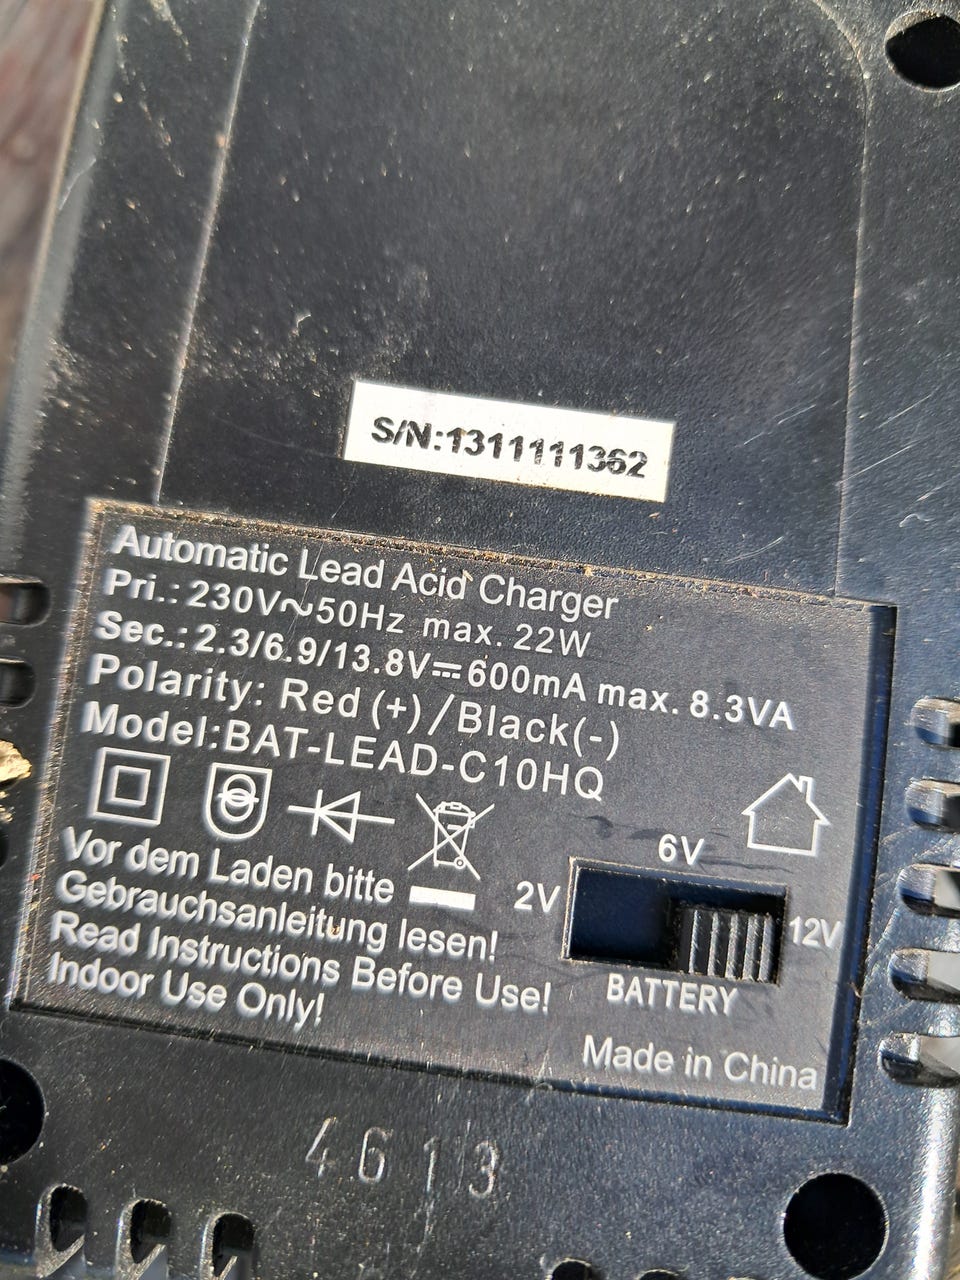 S/N:1311111362
Automatic Lead Acid Charger
Pri.: 230V~50Hz max. 22W
Sec.: 2.3/6.9/13.8V⎓600mA max. 8.3VA
Polarity: Red (+)/Black(-)
Model:BAT-LEAD-C10HQ
Vor dem Laden bitte
Gebrauchsanleitung lesen!
Read Instructions Before Use!
Indoor Use Only!
6V
2V
12V
BATTERY
Made in China
4613